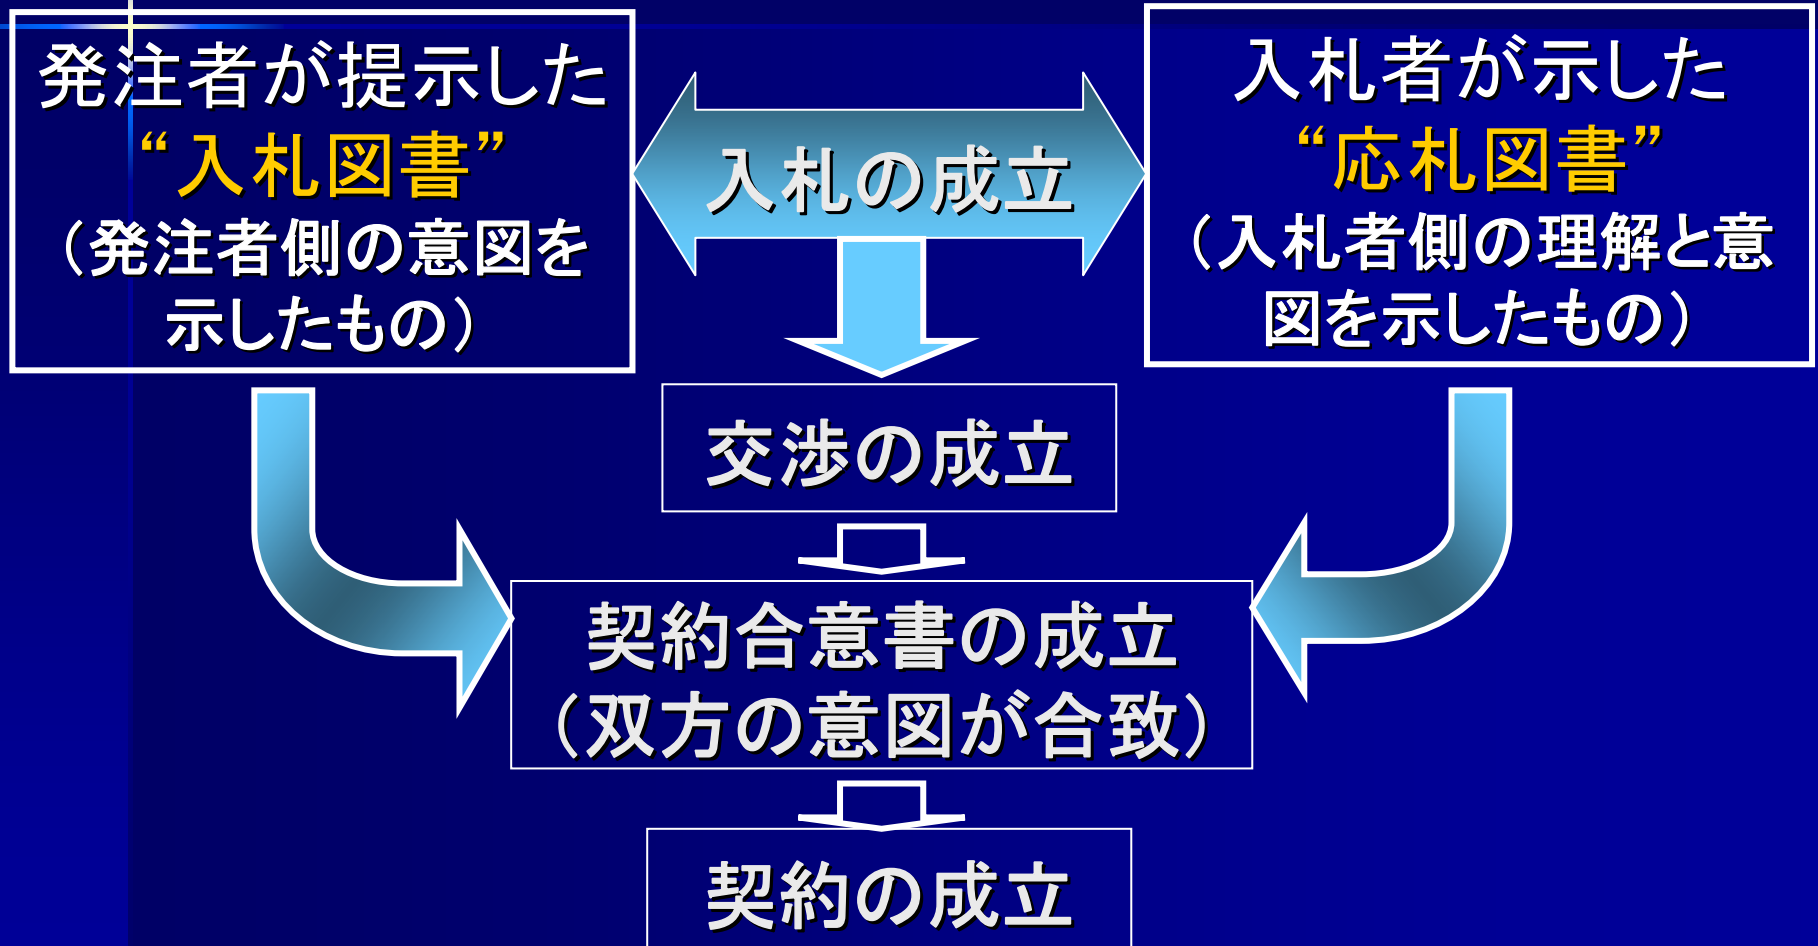 発注者が提示した
“入札図書”
（発注者側の意図を
示したもの）
入札の成立
入札者が示した
“応札図書”
（入札者側の理解と意
図を示したもの）
交渉の成立
契約合意書の成立
（双方の意図が合致）
契約の成立